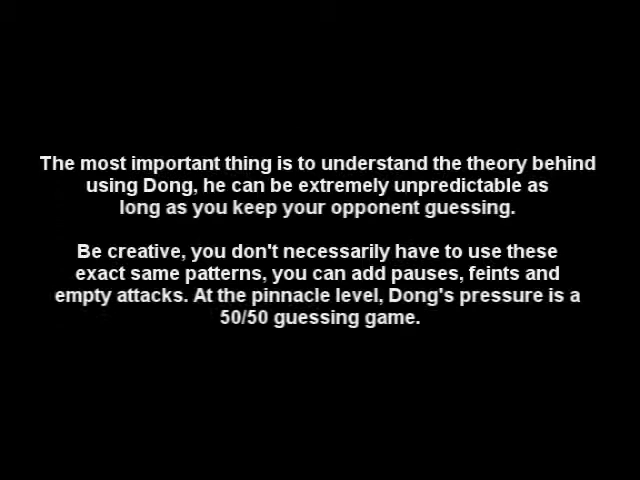 The most important thing is to understand the theory behind
using Dong, he can be extremely unpredictable as
long as you keep your opponent guessing.
Be creative, you don't necessarily have to use these
exact same patterns, you can add pauses, feints and
empty attacks. At the pinnacle level, Dong's pressure is a
50/50 guessing game.